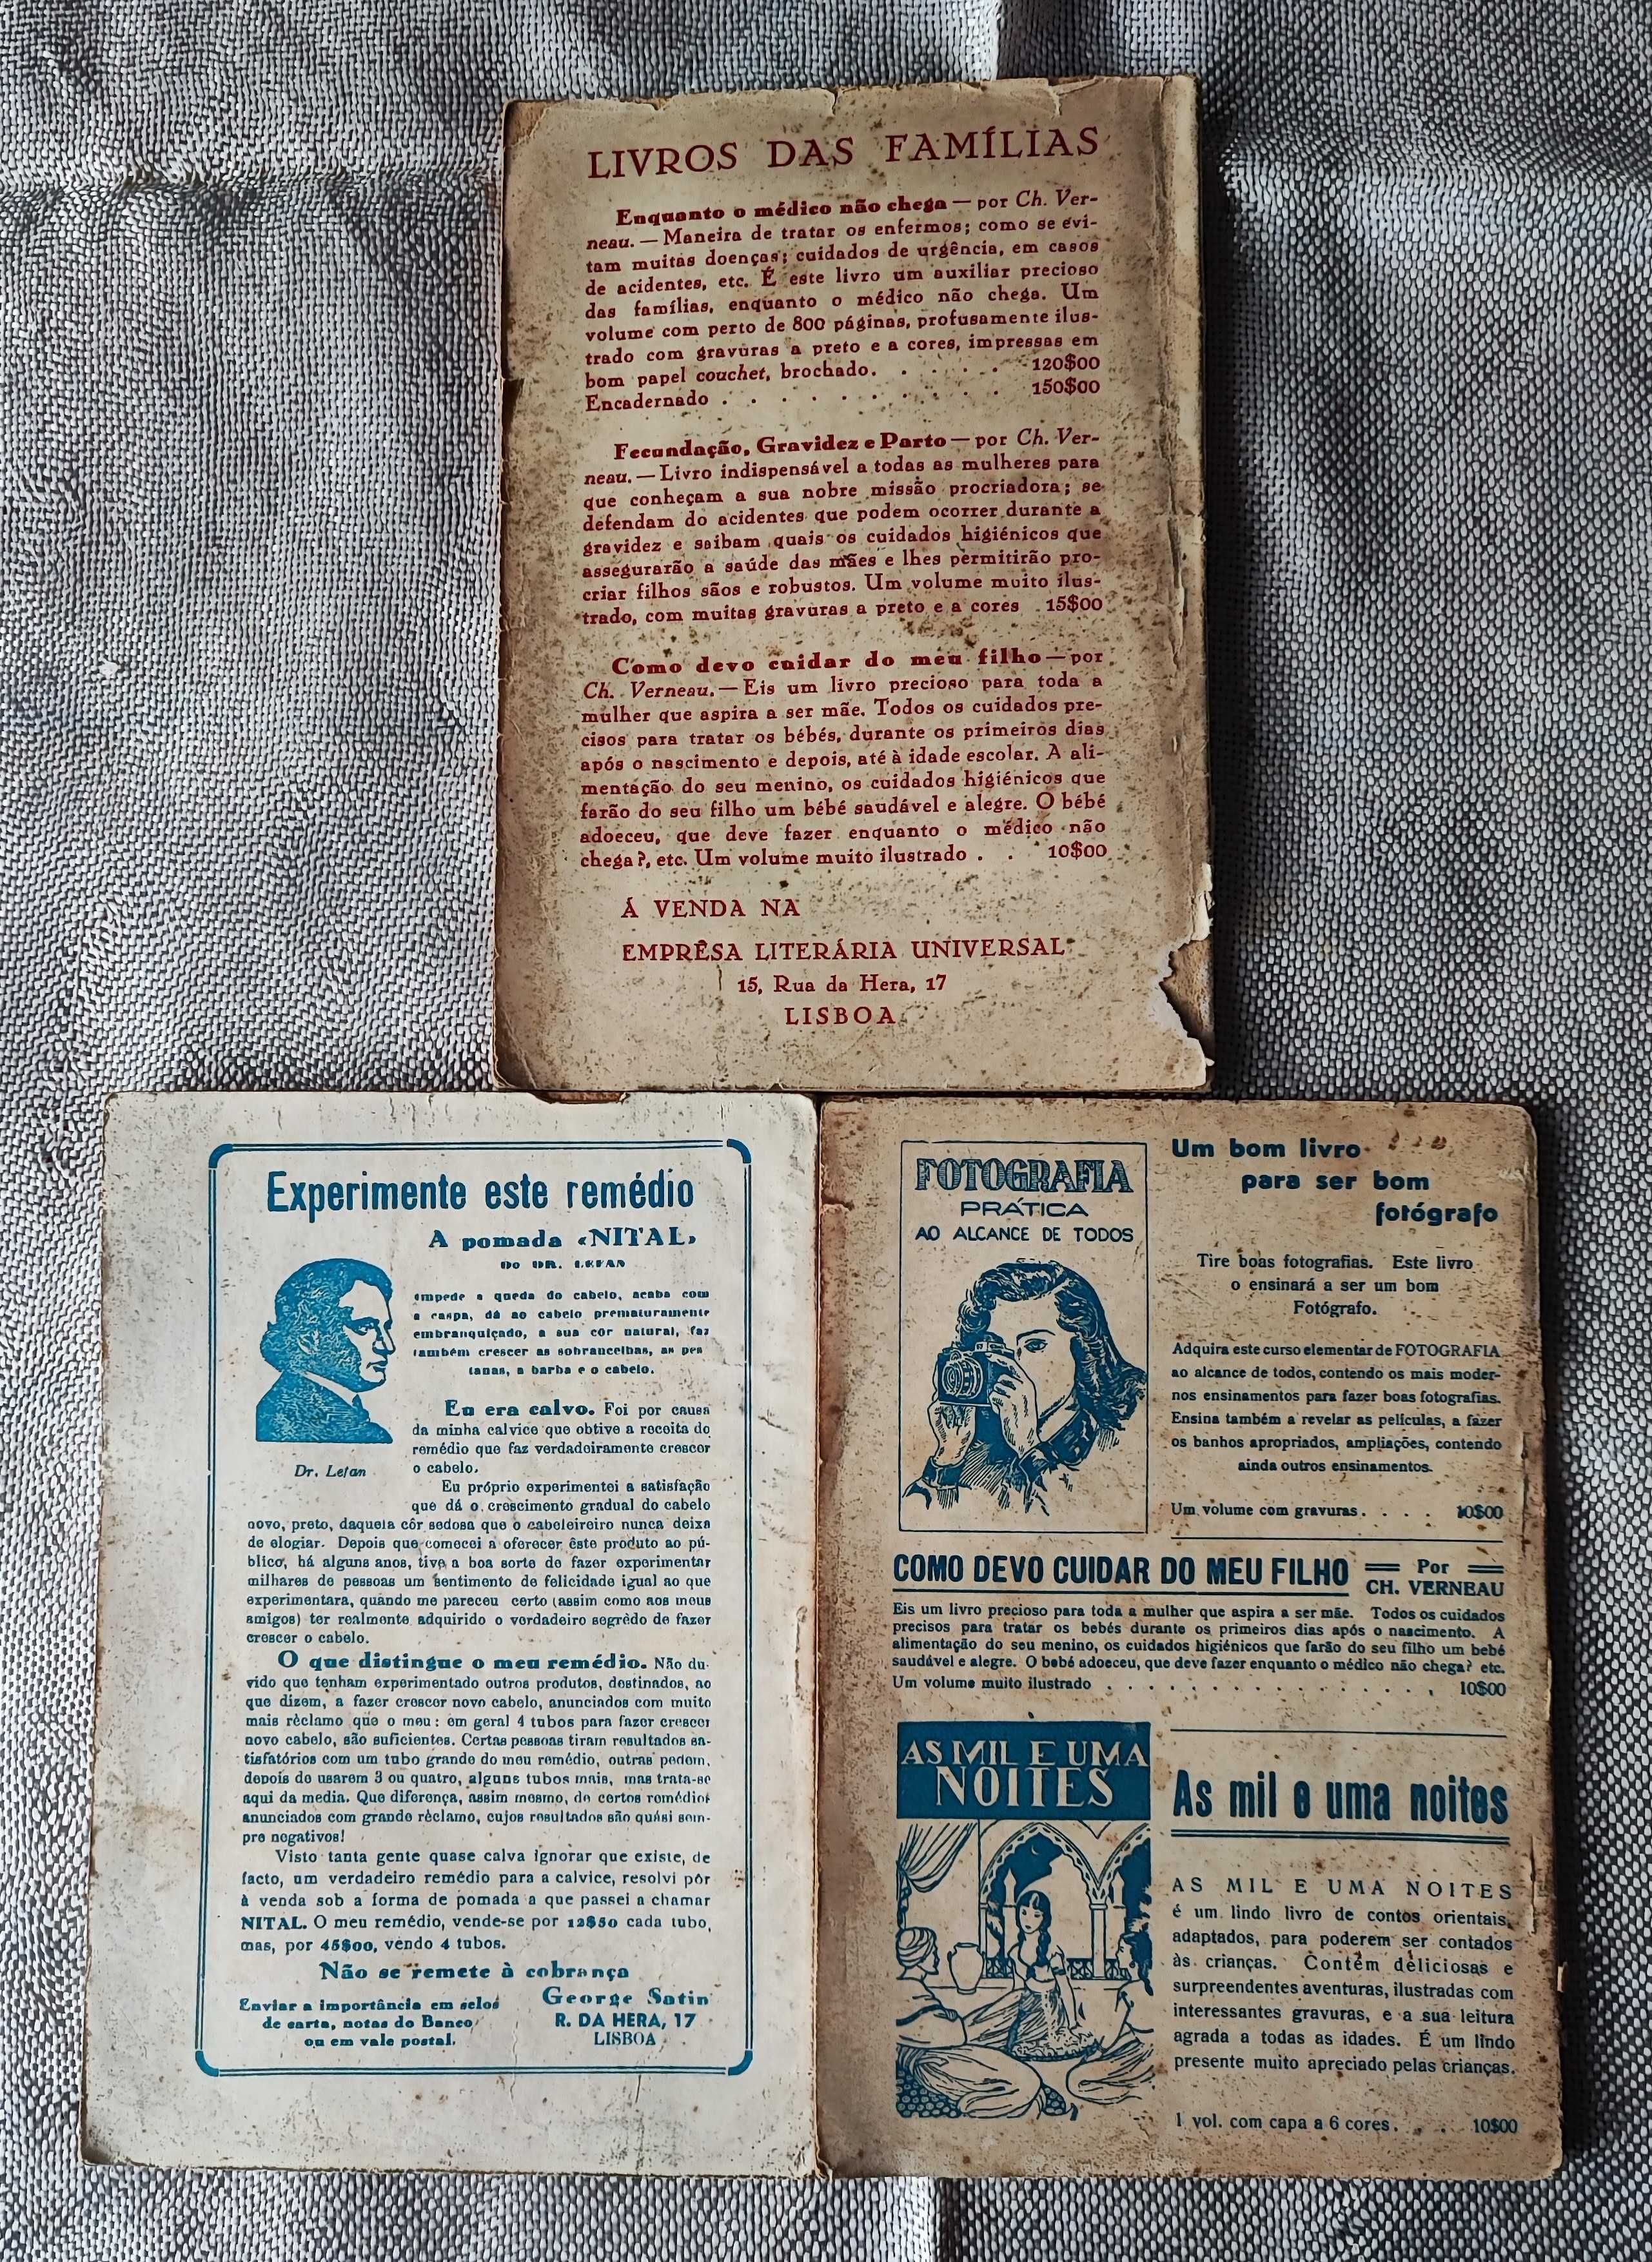 LIVROS DAS FAMÍLIAS
Enquanto o médico não chega — por Ch. Ver-
neau. — Maneira de tratar os enfermos; como se evi-
tam muitas doenças; cuidados de urgência, em casos
de acidentes, etc. É este livro um auxiliar precioso
das famílias, enquanto o médico não chega. Um
volume com perto de 800 páginas, profusamente ilus-
trado com gravuras a preto e a cores, impressas em
bom papel couchet, brochado. . . . . . 120$00
Encadernado . . . . . . . . . . . 150$00
Fecundação, Gravidez e Parto — por Ch. Ver-
neau. — Livro indispensável a todas as mulheres para
que conheçam a sua nobre missão procriadora; se
defendam do acidentes que podem ocorrer durante a
gravidez e saibam quais os cuidados higiénicos que
assegurarão a saúde das mães e lhes permitirão pro-
criar filhos sãos e robustos. Um volume muito ilus-
trado, com muitas gravuras a preto e a cores . 15$00
Como devo cuidar do meu filho — por
Ch. Verneau. — Eis um livro precioso para toda a
mulher que aspira a ser mãe. Todos os cuidados pre-
cisos para tratar os bébés, durante os primeiros dias
após o nascimento e depois, até à idade escolar. A ali-
mentação do seu menino, os cuidados higiénicos que
farão do seu filho um bébé saudável e alegre. O bébé
adoeceu, que deve fazer enquanto o médico não
chega?, etc. Um volume muito ilustrado . . 10$00
Á VENDA NA
EMPRÊSA LITERÁRIA UNIVERSAL
15, Rua da Hera, 17
LISBOA
Experimente este remédio
A pomada «NITAL»
Do DR. LEFAN
impede a queda do cabelo, acaba com
a caspa, dá ao cabelo prematuramente
embranquiçado, a sua côr natural, faz
também crescer as sobrancelhas, as pes
tanas, a barba e o cabelo.
Dr. Lefan
Eu era calvo. Foi por causa
da minha calvice que obtive a receita do
remédio que faz verdadeiramente crescer
o cabelo.
Eu próprio experimentei a satisfação
que dá o crescimento gradual do cabelo
novo, preto, daquela côr sedosa que o cabeleireiro nunca deixa
de elogiar. Depois que comecei a oferecer êste produto ao pú-
blico, há alguns anos, tive a boa sorte de fazer experimentar
milhares de pessoas um sentimento de felicidade igual ao que
experimentara, quándo me pareceu certo (assim como aos meus
amigos) ter realmente adquirido o verdadeiro segrêdo de fazer
crescer o cabelo.
O que distingue o meu remédio. Não du-
vido que tenham experimentado outros produtos, destinados, ao
que dizem, a fazer crescer novo cabelo, anunciados com muito
mais rèclamo que o meu: em geral 4 tubos para fazer crescer
novo cabelo, são suficientes. Certas pessoas tiram resultados sa-
tisfatórios com um tubo grande do meu remédio, outras pedem,
depois de usarem 3 ou quatro, alguns tubos mais, mas trata-se
aqui da media. Que diferença, assim mesmo, de certos remédios
anunciados com grande rèclamo, cujos resultados são quási sem-
pre negativos!
Visto tanta gente quase calva ignorar que existe, de
facto, um verdadeiro remédio para a calvice, resolvi pôr
à venda sob a forma de pomada a que passei a chamar
NITAL. O meu remédio, vende-se por 12$50 cada tubo,
mas, por 45$00, vendo 4 tubos.
Não se remete à cobrança
Enviar a importância em selos
de carta, notas do Banco
ou em vale postal.
George Satin
R. DA HERA, 17
LISBOA
FOTOGRAFIA
PRÁTICA
AO ALCANCE DE TODOS
Um bom livro
para ser bom
fotógrafo
Tire boas fotografias. Este livro
o ensinará a ser um bom
Fotógrafo.
Adquira este curso elementar de FOTOGRAFIA
ao alcance de todos, contendo os mais moder-
nos ensinamentos para fazer boas fotografias.
Ensina também a revelar as películas, a fazer
os banhos apropriados, ampliações, contendo
ainda outros ensinamentos.
Um volume com gravuras . . . . 10$00
COMO DEVO CUIDAR DO MEU FILHO
Por
CH. VERNEAU
Eis um livro precioso para toda a mulher que aspira a ser mãe. Todos os cuidados
precisos para tratar os bebés durante os primeiros dias após o nascimento. A
alimentação do seu menino, os cuidados higiénicos que farão do seu filho um bebé
saudável e alegre. O bebé adoeceu, que deve fazer enquanto o médico não chega? etc.
Um volume muito ilustrado . . . . . . . . . . . . . . . 10$00
AS MIL E UMA
NOITES
As mil e uma noites
AS MIL E UMA NOITES
é um lindo livro de contos orientais,
adaptados, para poderem ser contados
às crianças. Contém deliciosas e
surpreendentes aventuras, ilustradas com
interessantes gravuras, e a sua leitura
agrada a todas as idades. É um lindo
presente muito apreciado pelas crianças.
1 vol. com capa a 6 cores . . . 10$00